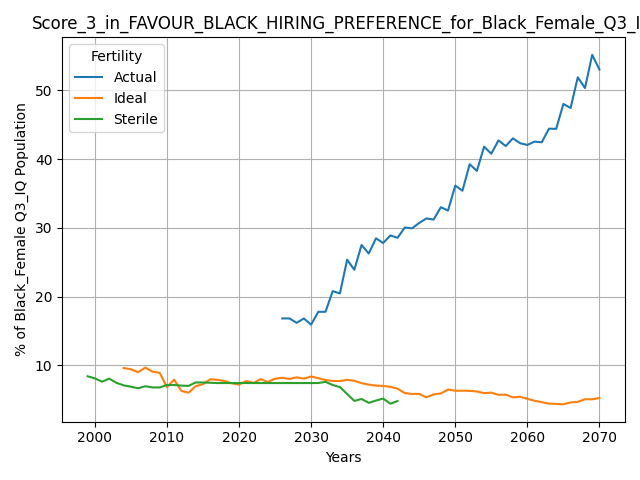 Score_3_in_FAVOUR_BLACK_HIRING_PREFERENCE_for_Black_Female_Q3_I
Fertility
Actual
Ideal
Sterile
% of Black_Female Q3_IQ Population
50
40
30
20
10
2000 2010 2020 2030 2040 2050 2060 2070
Years